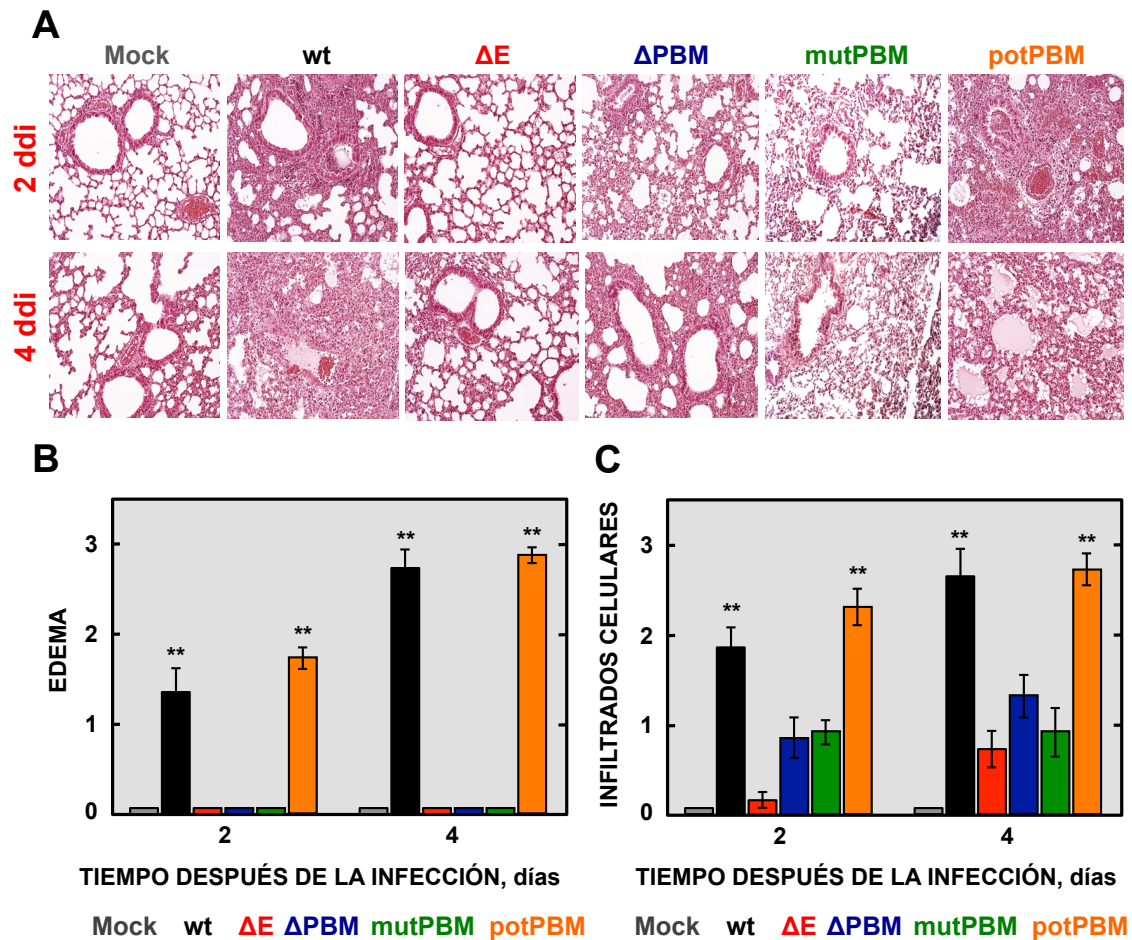 A
Mock wt ΔE ΔPBM mutPBM potPBM
2 ddi
4 ddi
B
EDEMA
3
2
1
0
** ** ** **
2 4
TIEMPO DESPUÉS DE LA INFECCIÓN, días
Mock wt ΔE ΔPBM mutPBM potPBM
C
INFILTRADOS CELULARES
3
2
1
0
** ** ** **
2 4
TIEMPO DESPUÉS DE LA INFECCIÓN, días
Mock wt ΔE ΔPBM mutPBM potPBM